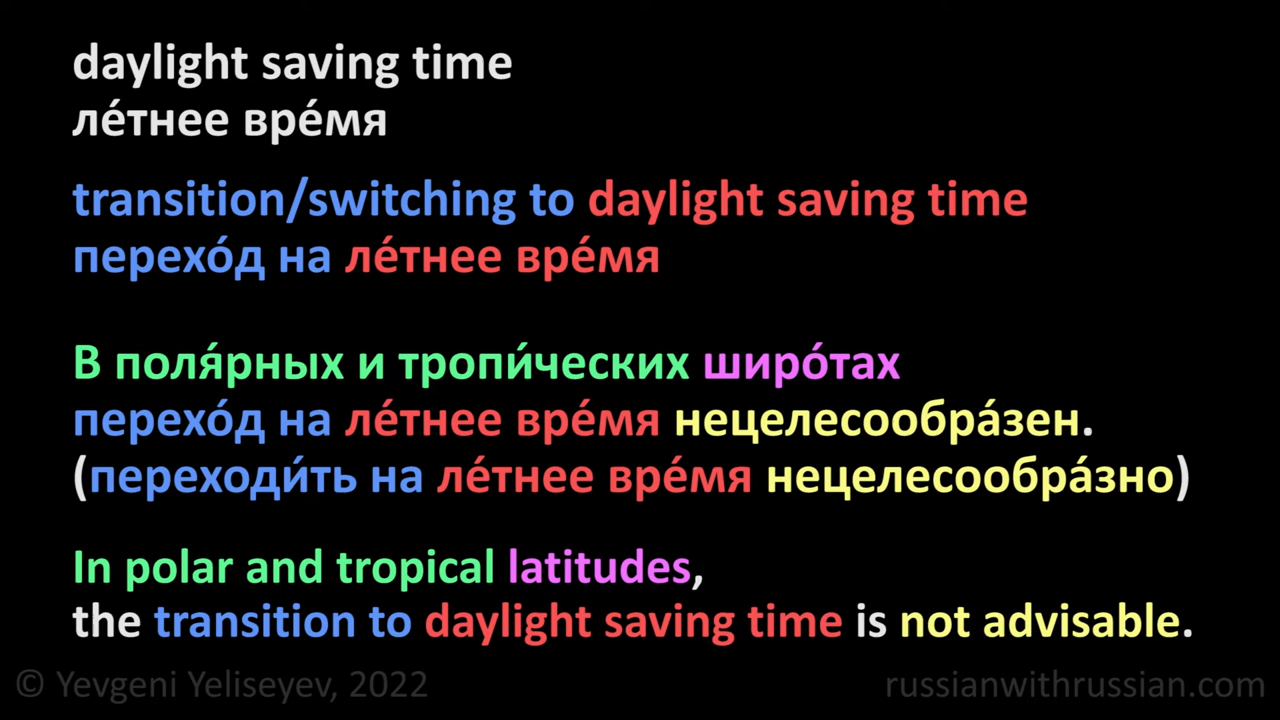 daylight saving time
ле́тнее вре́мя
transition/switching to daylight saving time
перехо́д на ле́тнее вре́мя
В поля́рных и тропи́ческих широ́тах
перехо́д на ле́тнее вре́мя нецелесообра́зен.
(переходи́ть на ле́тнее вре́мя нецелесообра́зно)
In polar and tropical latitudes,
the transition to daylight saving time is not advisable.
© Yevgeni Yeliseyev, 2022 russianwithrussian.com